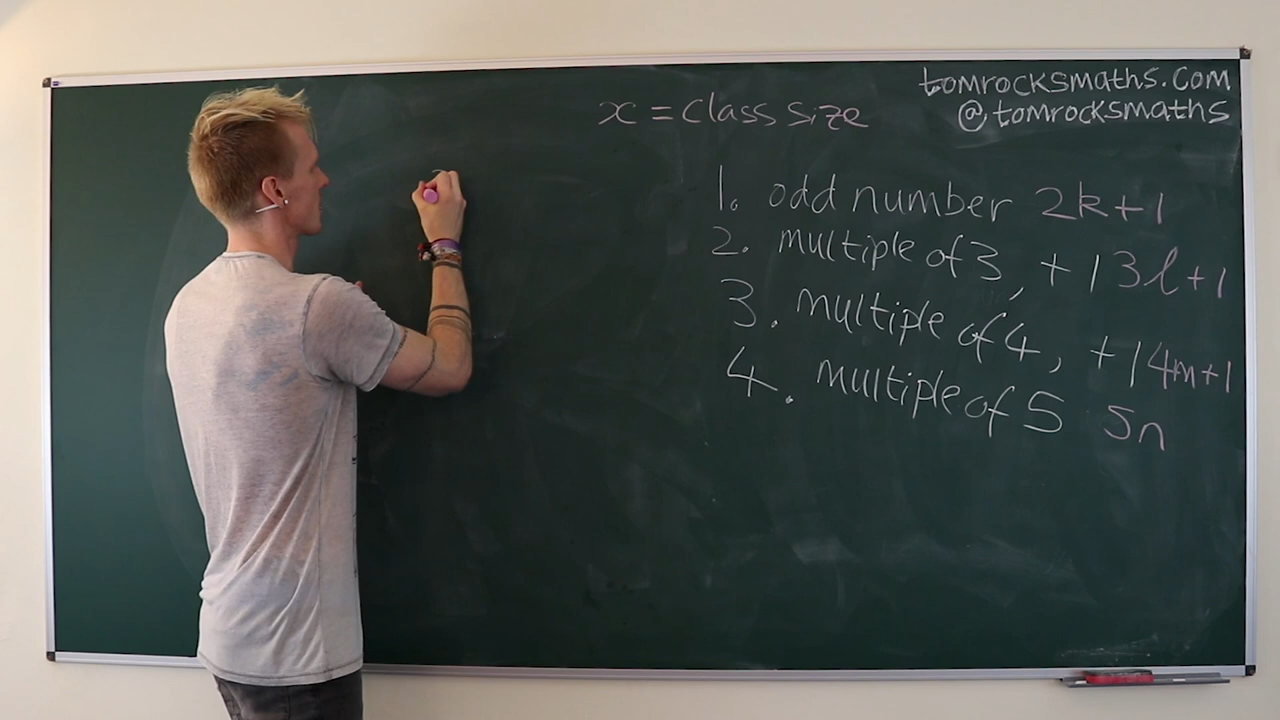 tomrocksmaths.com
@tomrocksmaths
x = class size
1. odd number 2k+1
2. multiple of 3, +1 3l+1
3. multiple of 4, +1 4m+1
4. multiple of 5 5n